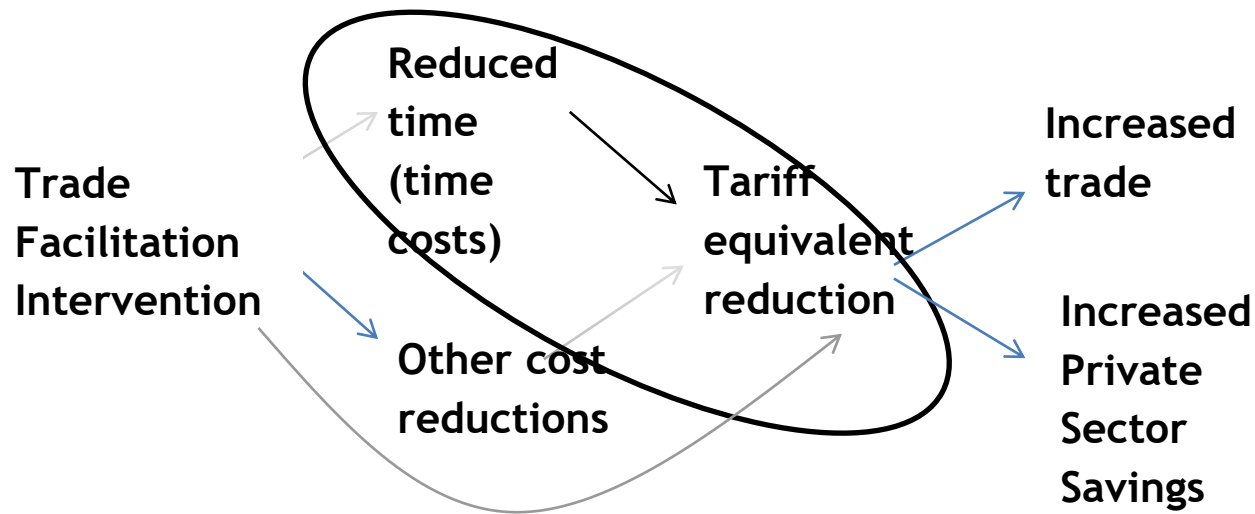 Trade
Facilitation
Intervention
Reduced
time
(time
costs)
Other cost
reductions
Tariff
equivalent
reduction
Increased
trade
Increased
Private
Sector
Savings